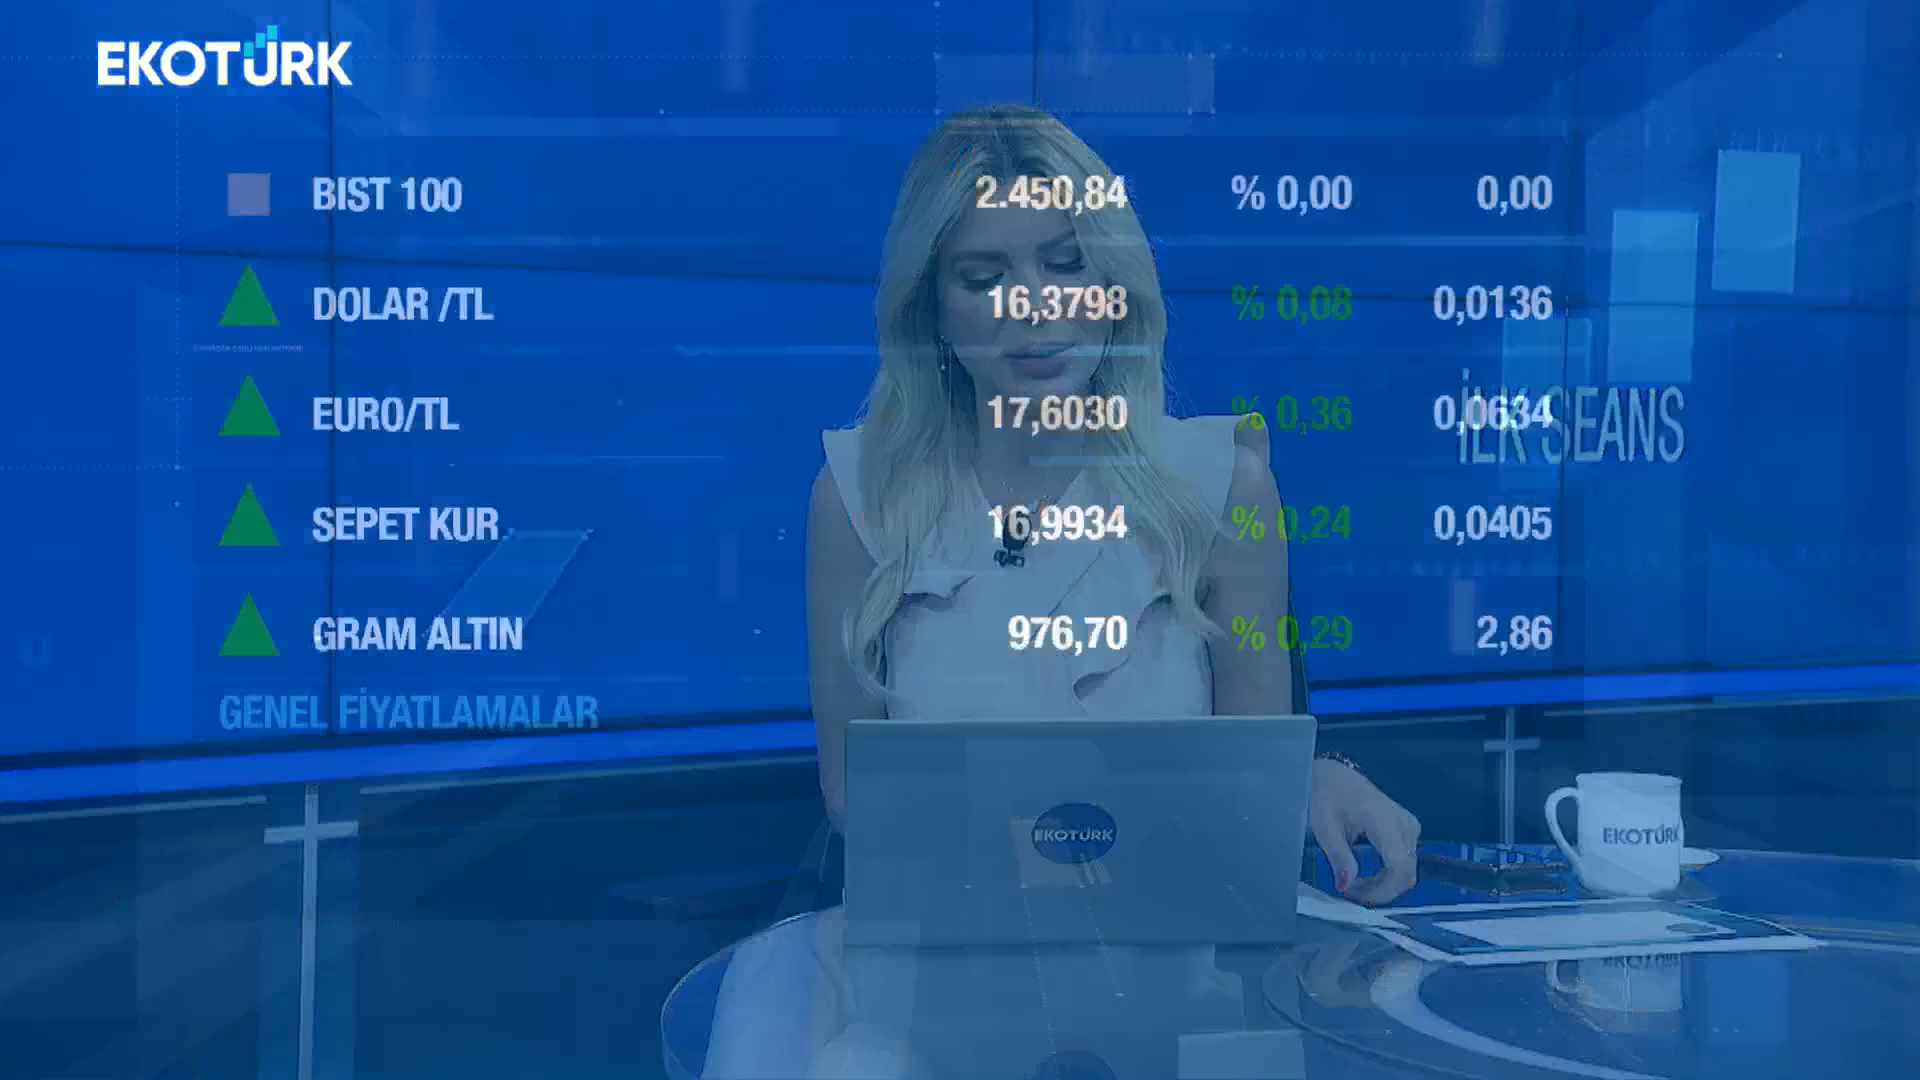 EKOTÜRK
BIST 100 2.450,84 % 0,00 0,00
DOLAR /TL 16,3798 % 0,08 0,0136
EURO/TL 17,6030 % 0,36 0,0634
İLK SEANS
SEPET KUR 16,9934 % 0,24 0,0405
GRAM ALTIN 976,70 % 0,29 2,86
GENEL FİYATLAMALAR
EKOTÜRK
EKOTÜRK